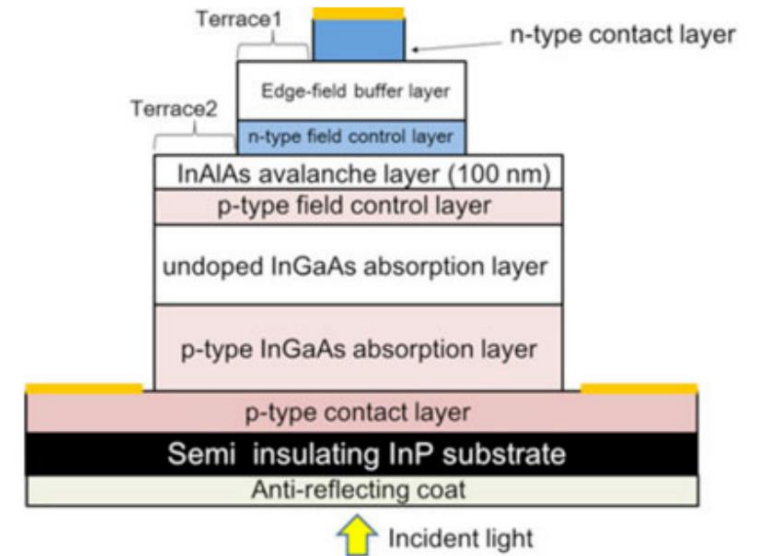 Terrace1
n-type contact layer
Edge-field buffer layer
Terrace2
n-type field control layer
InAlAs avalanche layer (100 nm)
p-type field control layer
undoped InGaAs absorption layer
p-type InGaAs absorption layer
p-type contact layer
Semi insulating InP substrate
Anti-reflecting coat
Incident light